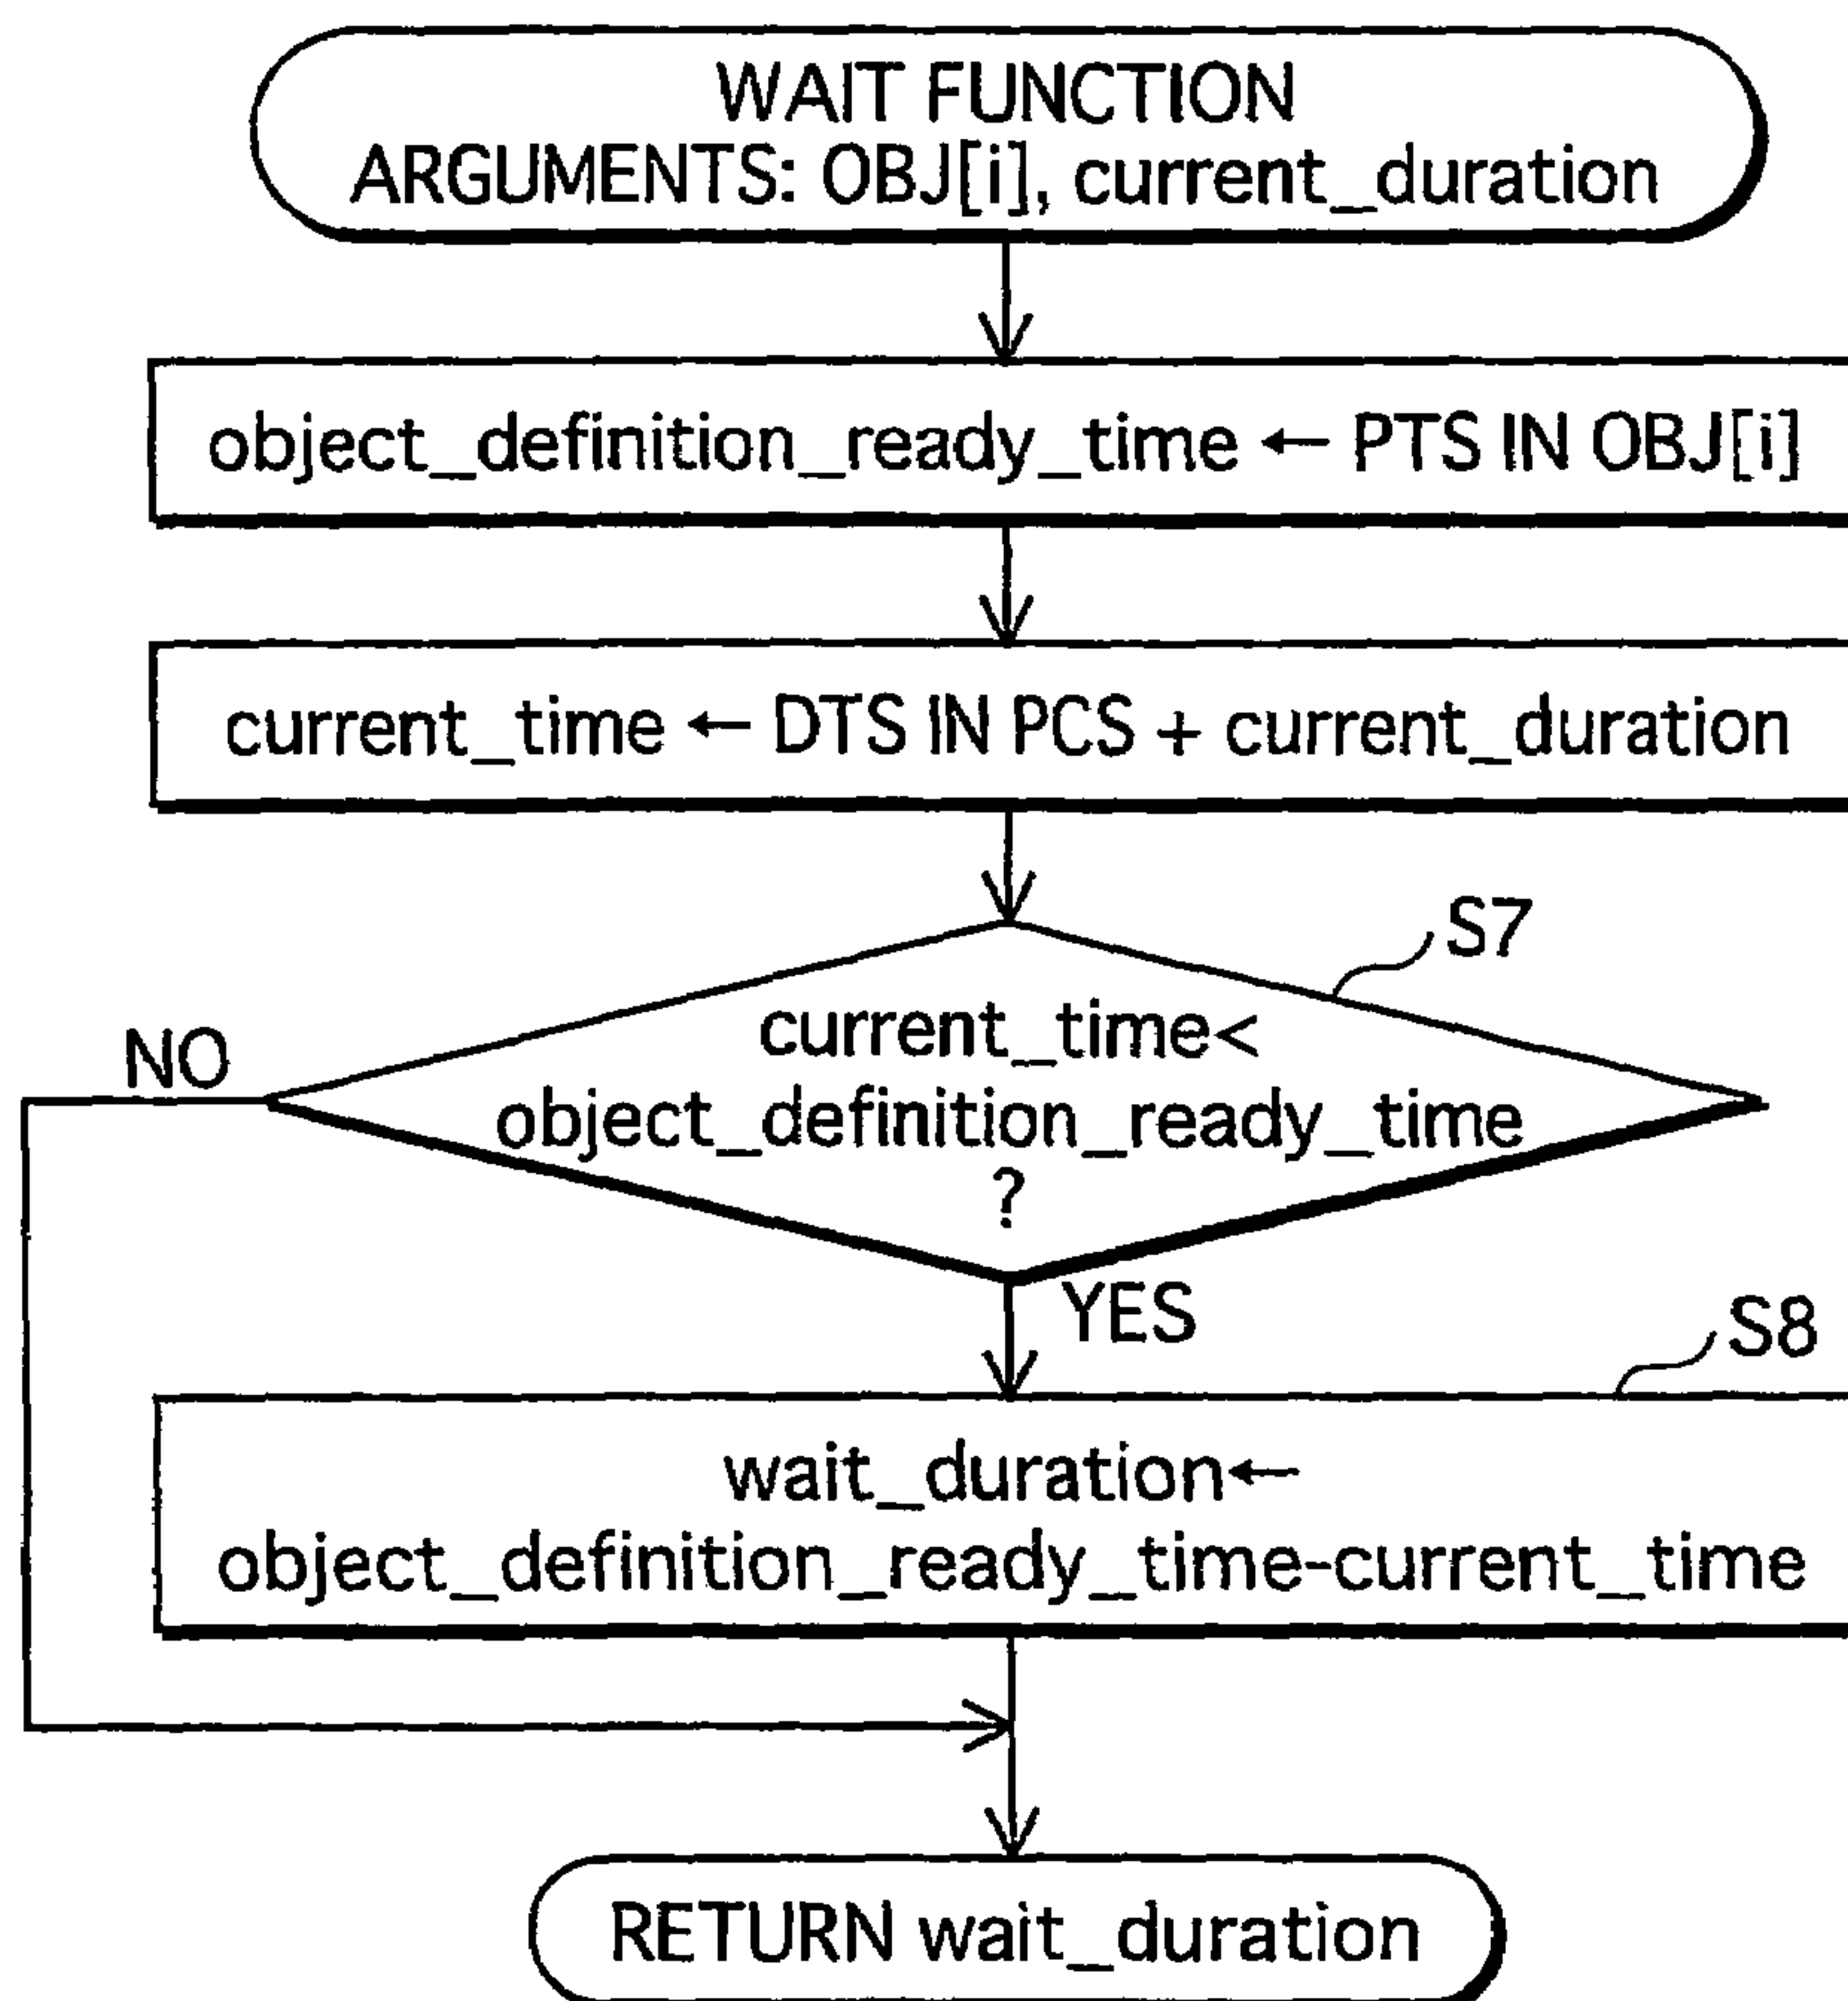 WAIT FUNCTION
ARGUMENTS: OBJ[i], current_duration
object_definition_ready_time ← PTS IN OBJ[i]
current_time ← DTS IN PCS + current_duration
S7
current_time<
NO
object_definition_ready_time
?
YES
S8
wait_duration←
object_definition_ready_time-current_time
RETURN wait_duration